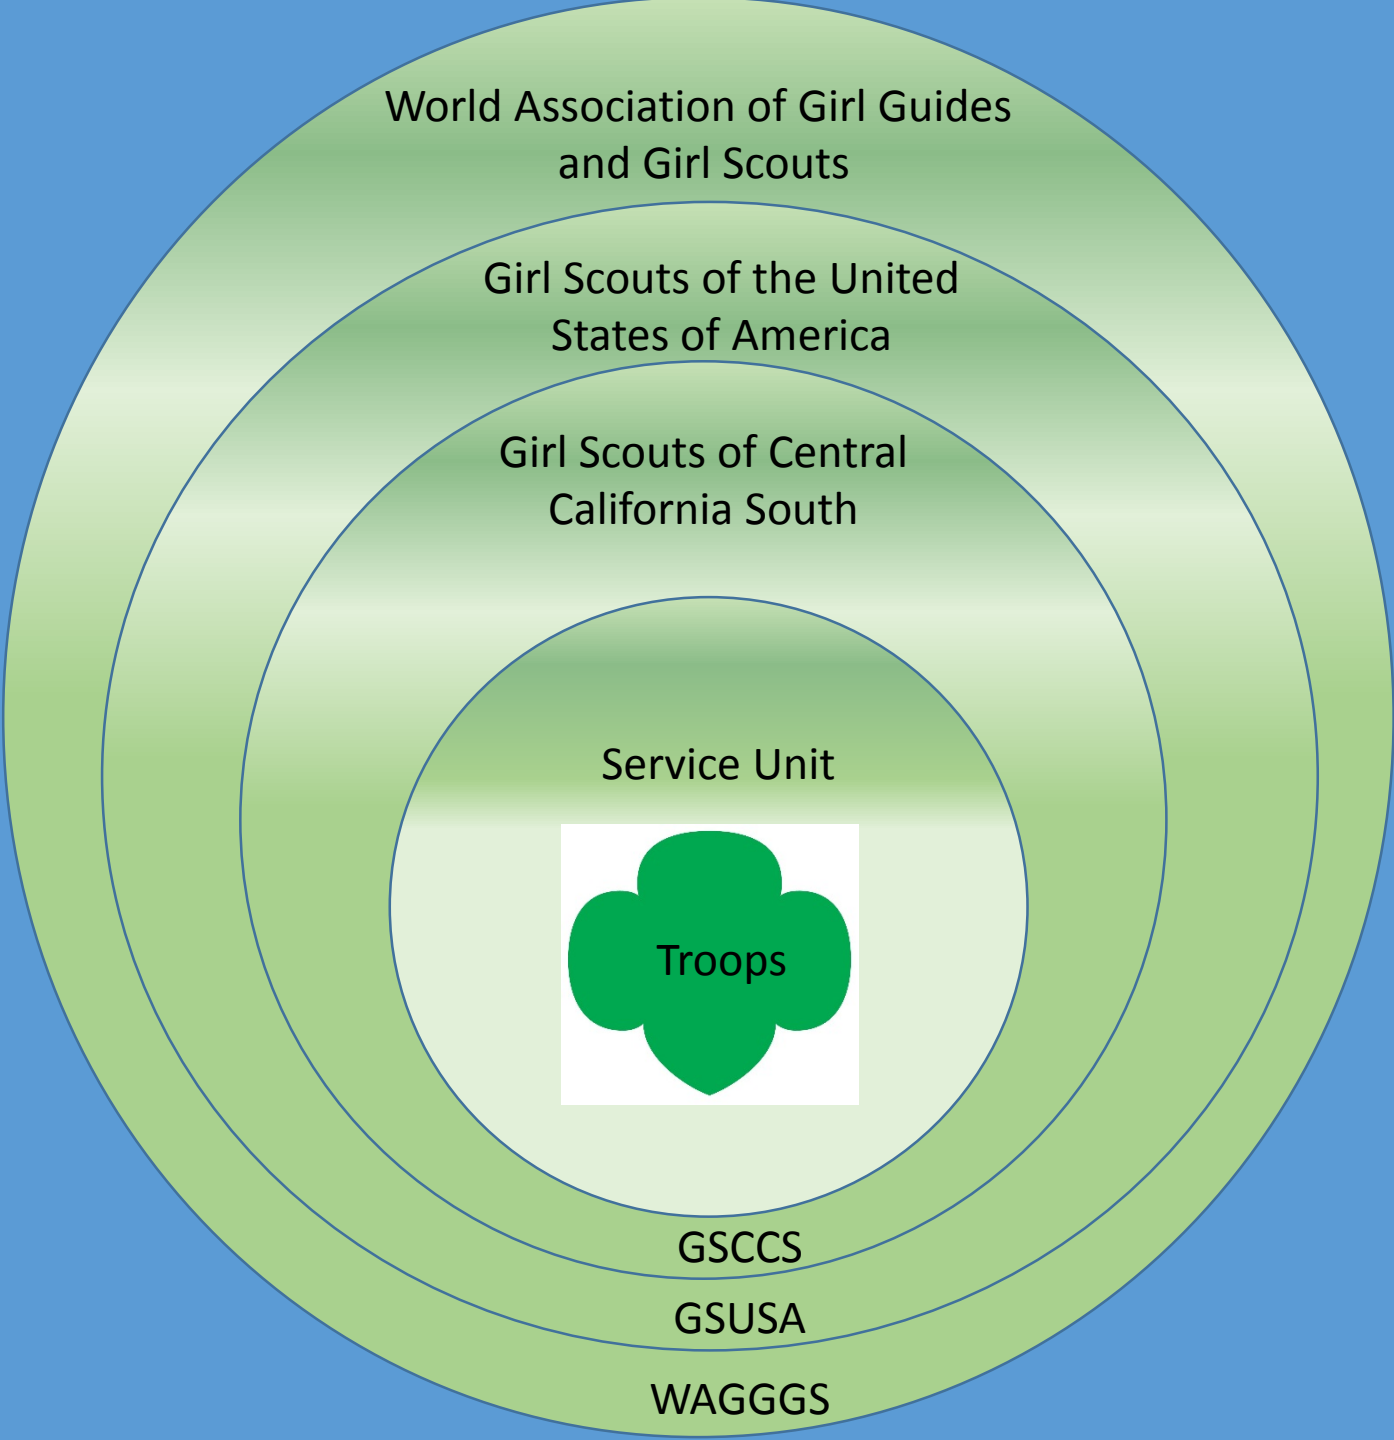 World Association of Girl Guides
and Girl Scouts
Girl Scouts of the United
States of America
Girl Scouts of Central
California South
Service Unit
Troops
GSCCS
GSUSA
WAGGGS